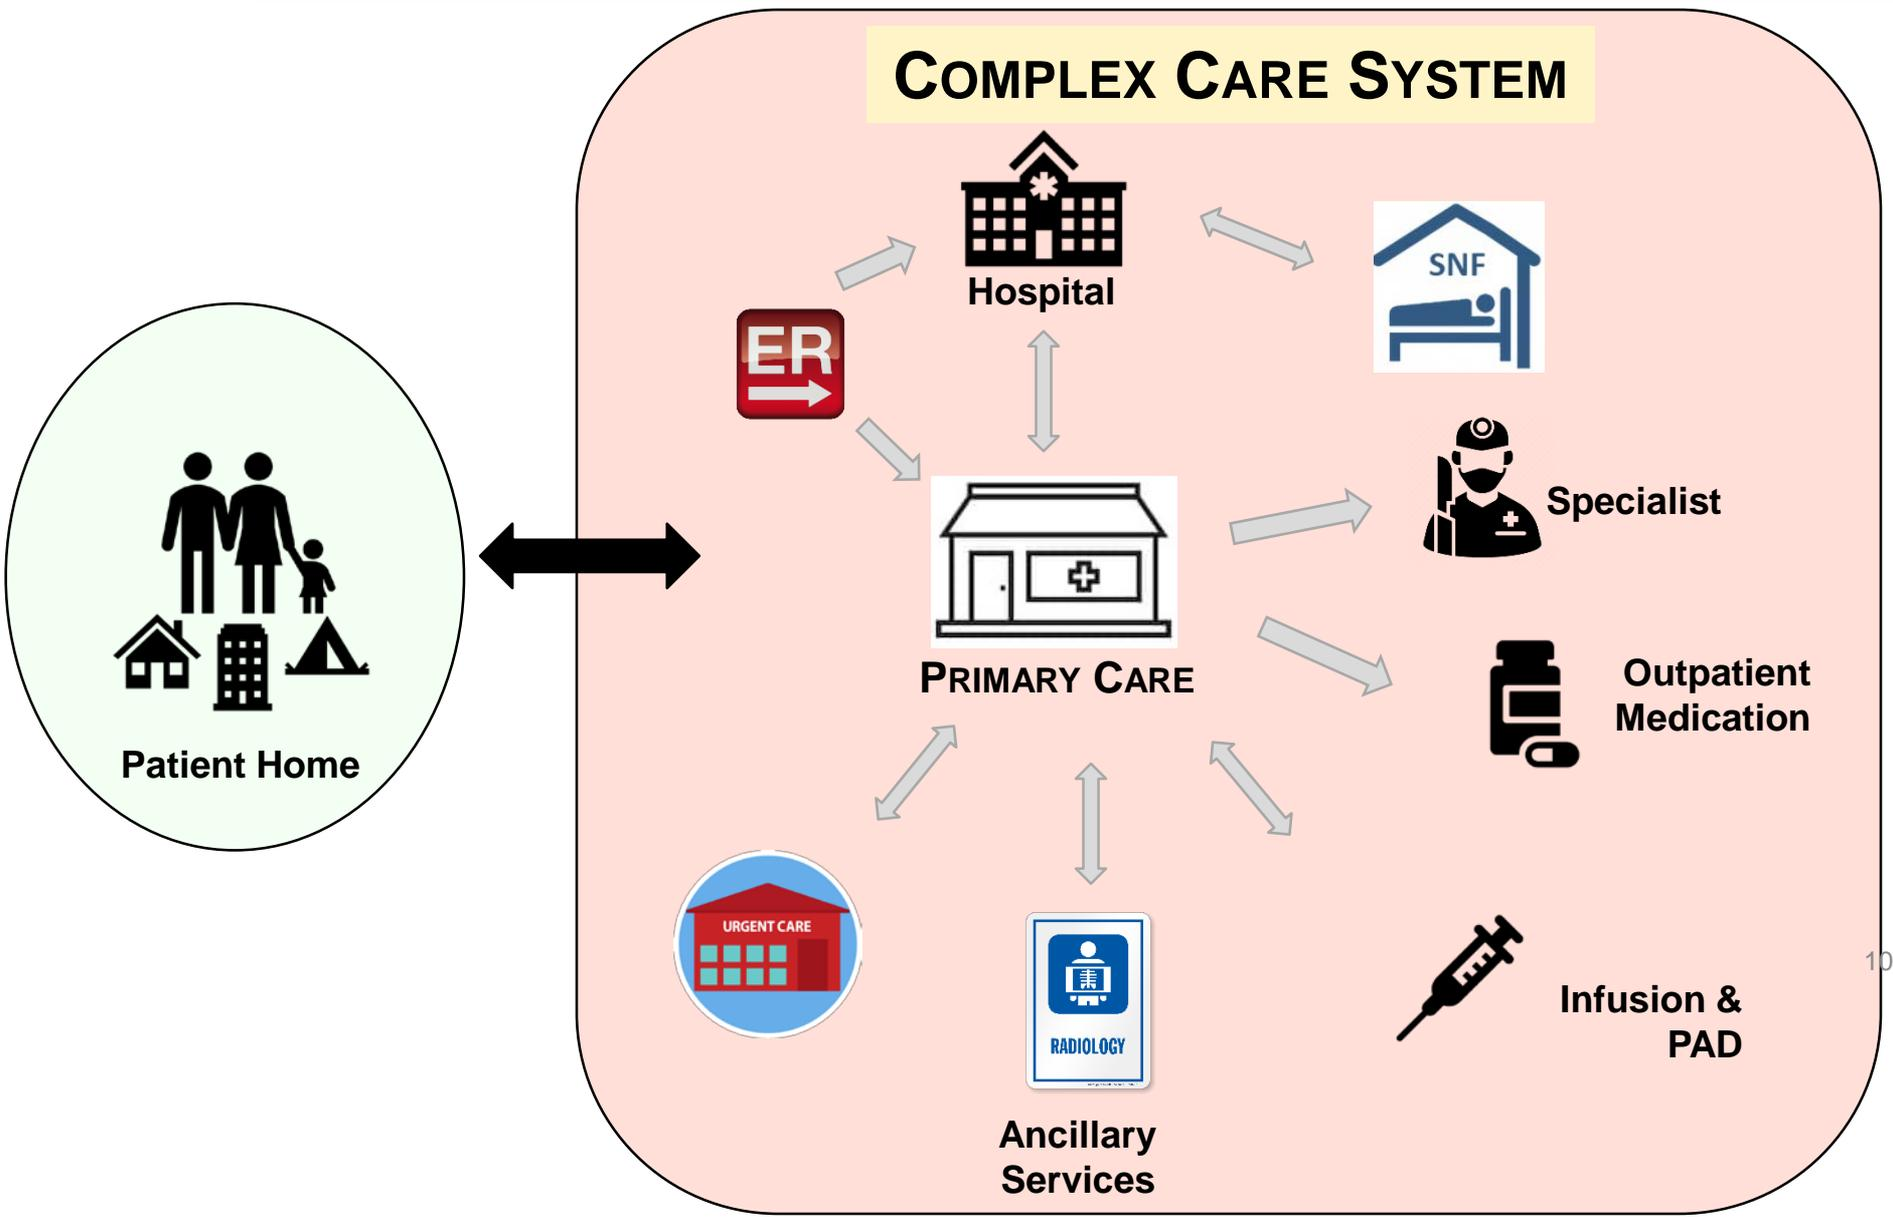 COMPLEX CARE SYSTEM
Hospital
SNF
ER
Specialist
PRIMARY CARE
Outpatient
Medication
Patient Home
URGENT CARE
RADIOLOGY
10
Infusion &
PAD
Ancillary
Services